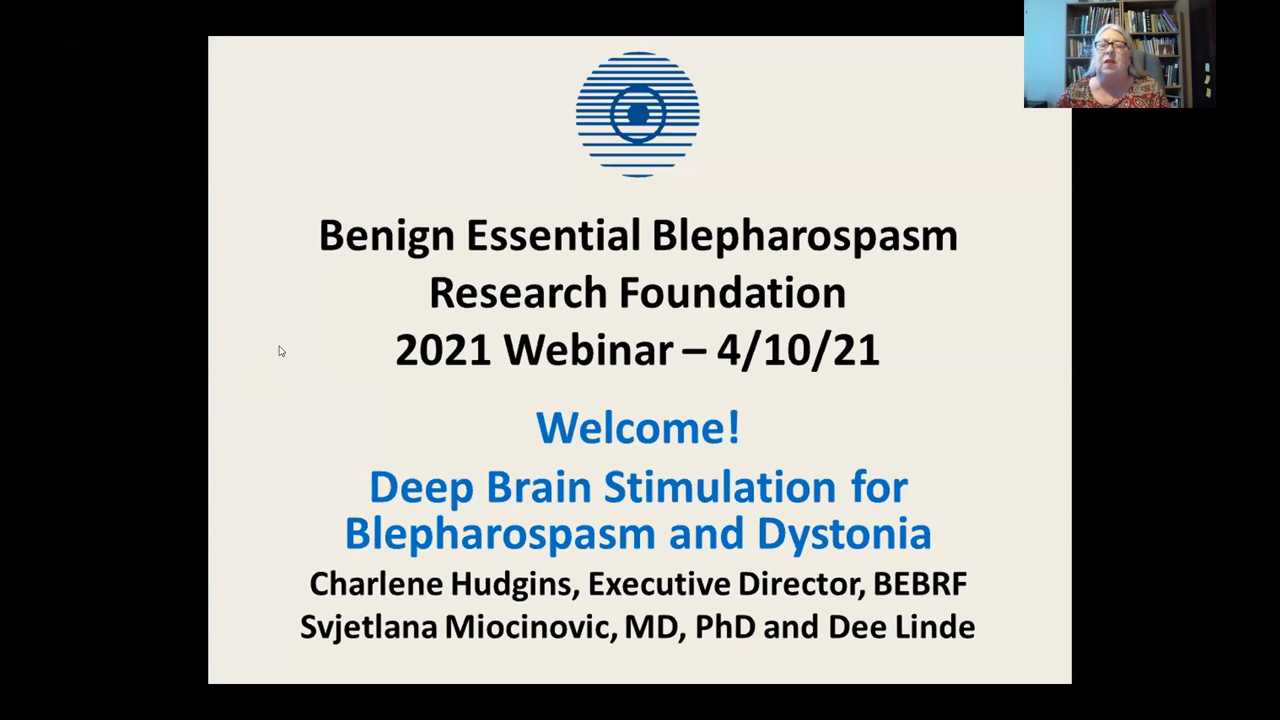 Benign Essential Blepharospasm
Research Foundation
2021 Webinar – 4/10/21
Welcome!
Deep Brain Stimulation for
Blepharospasm and Dystonia
Charlene Hudgins, Executive Director, BEBRF
Svjetlana Miocinovic, MD, PhD and Dee Linde